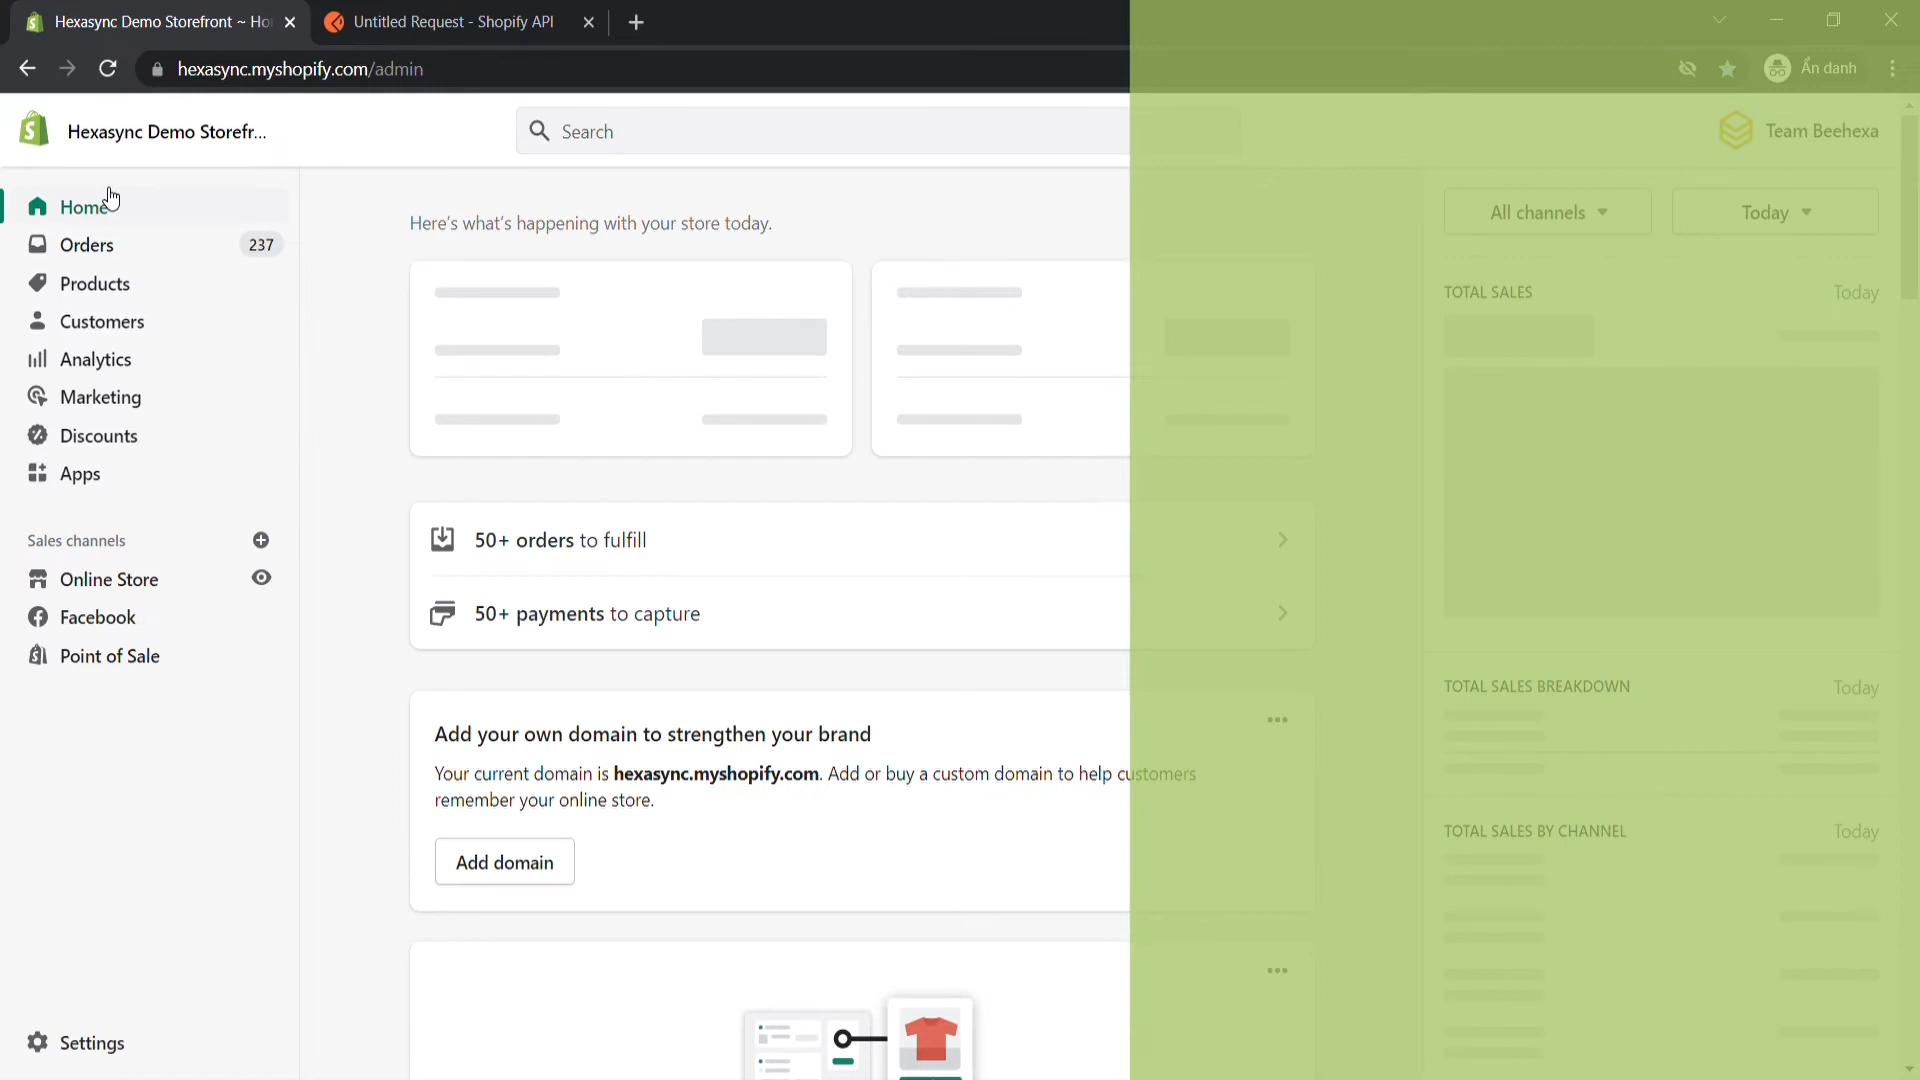 Hexasync Demo Storefront ~ Ho
Untitled Request - Shopify API
hexasync.myshopify.com/admin
Ẩn danh
Hexasync Demo Storefr...
Search
Team Beehexa
Home
Orders
237
Products
Customers
Analytics
Marketing
Discounts
Apps
Sales channels
Online Store
Facebook
Point of Sale
Settings
Here's what's happening with your store today.
50+ orders to fulfill
50+ payments to capture
Add your own domain to strengthen your brand
Your current domain is hexasync.myshopify.com. Add or buy a custom domain to help customers
remember your online store.
Add domain
All channels
Today
TOTAL SALES
Today
TOTAL SALES BREAKDOWN
Today
TOTAL SALES BY CHANNEL
Today